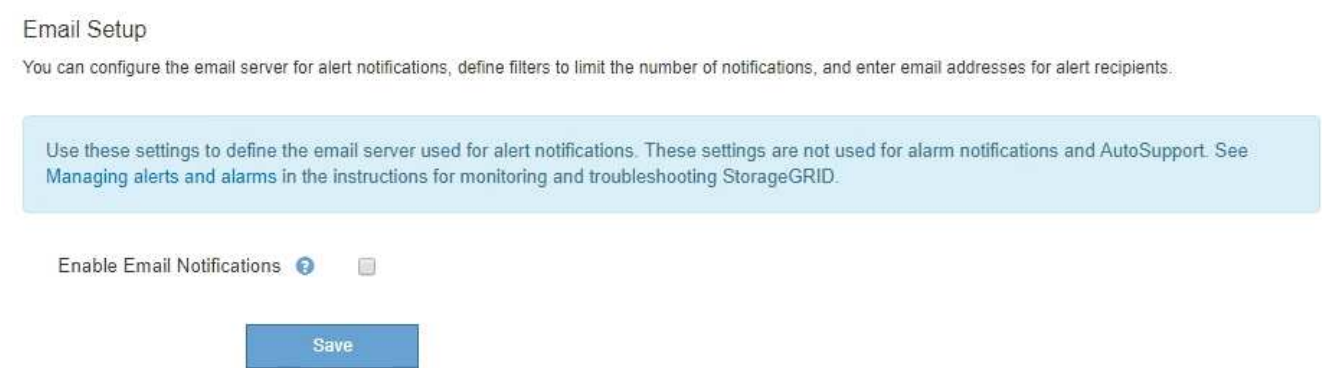 Email Setup
You can configure the email server for alert notifications, define filters to limit the number of notifications, and enter email addresses for alert recipients.
Use these settings to define the email server used for alert notifications. These settings are not used for alarm notifications and AutoSupport. See
Managing alerts and alarms in the instructions for monitoring and troubleshooting StorageGRID.
Enable Email Notifications ?
Save